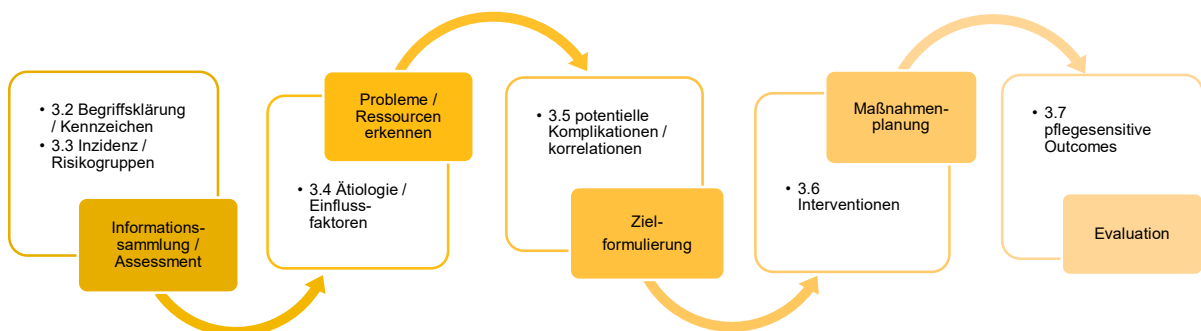 • 3.2 Begriffsklärung
/ Kennzeichen
• 3.3 Inzidenz /
Risikogruppen
Informations-
sammlung /
Assessment
Probleme /
Ressourcen
erkennen
• 3.4 Ätiologie /
Einfluss-
faktoren
• 3.5 potentielle
Komplikationen /
korrelationen
Ziel-
formulierung
Maßnahmen-
planung
• 3.6
Interventionen
• 3.7
pflegesensitive
Outcomes
Evaluation